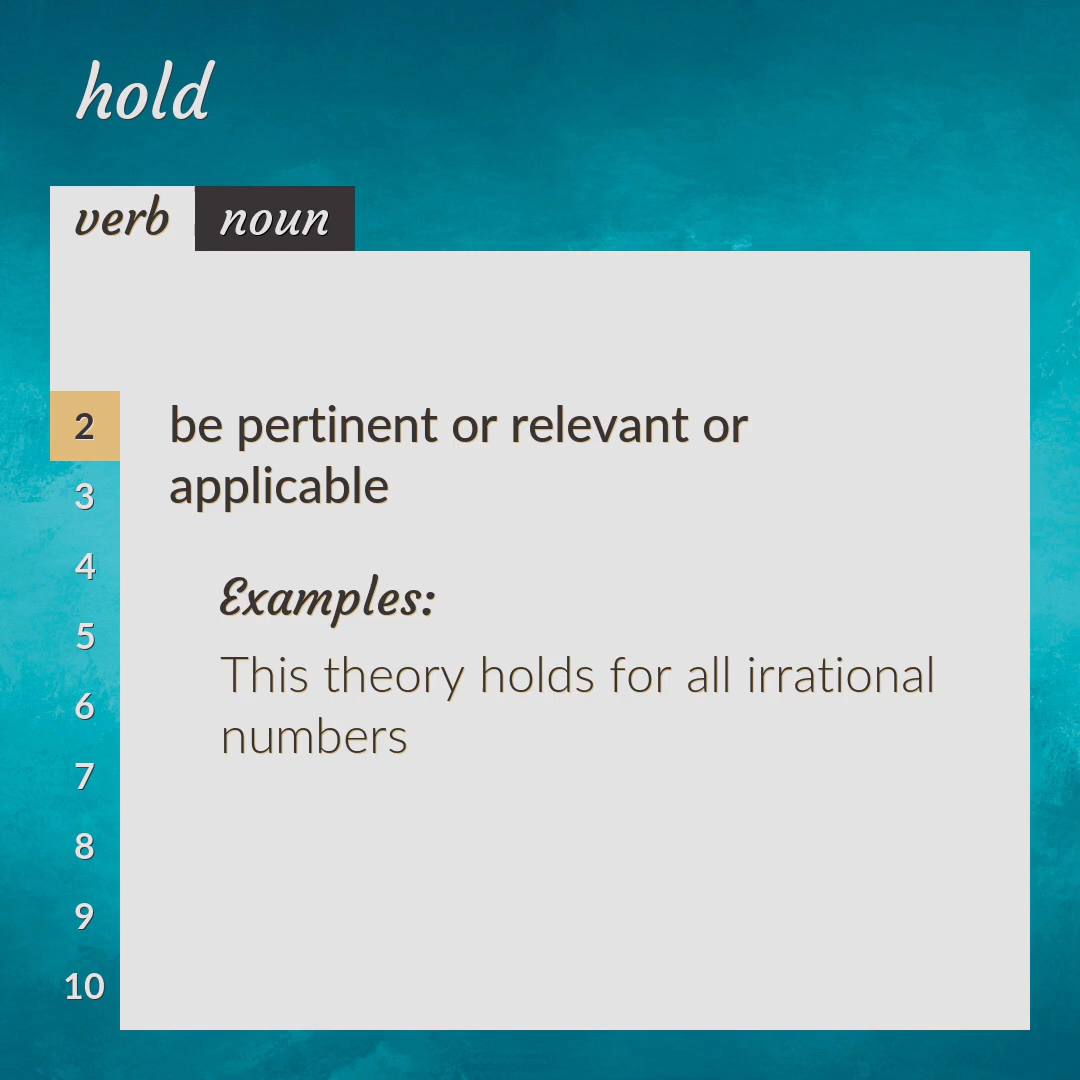 hold
verb noun
2
be pertinent or relevant or
applicable
3
4
Examples:
5
This theory holds for all irrational
6
numbers
7
8
9
10